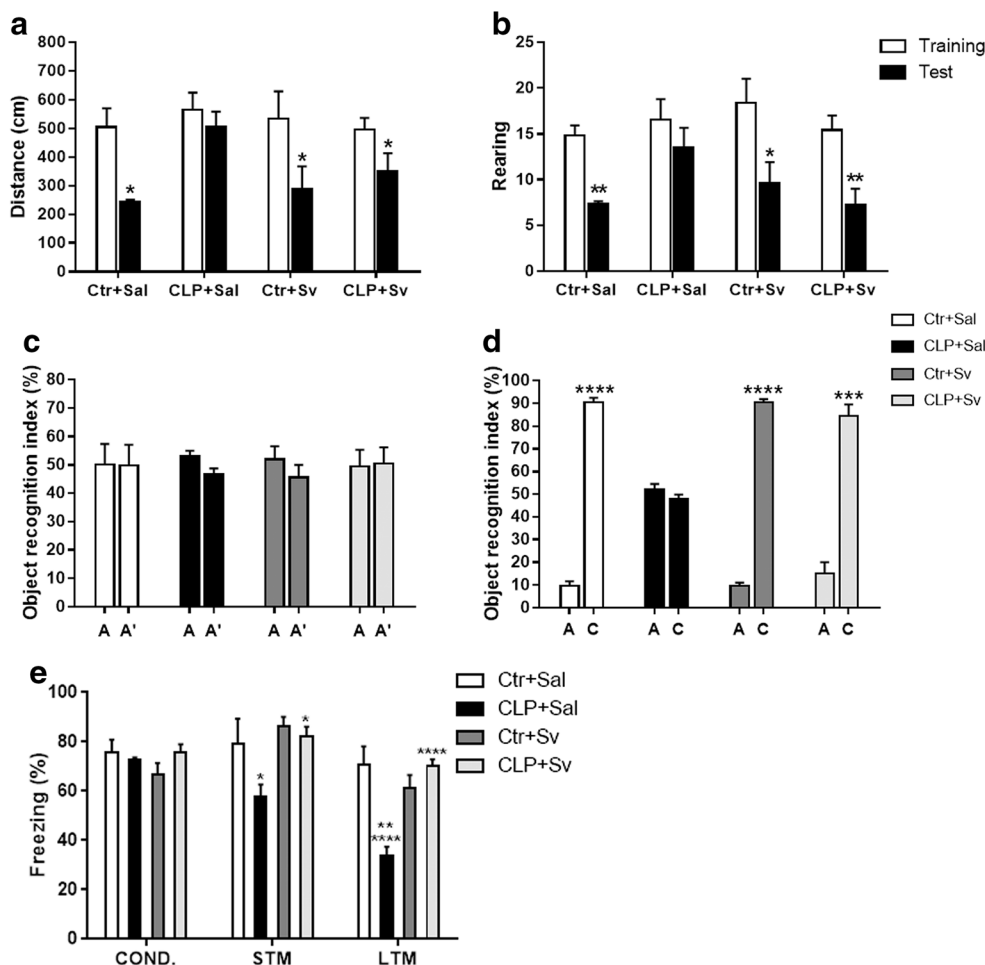 a
Distance (cm)
800
700
600
500
400
300
200
100
0
*
*
*
Ctr+Sal CLP+Sal Ctr+Sv CLP+Sv
b
Rearing
25
20
15
10
5
0
**
*
**
Ctr+Sal CLP+Sal Ctr+Sv CLP+Sv
Training
Test
c
Object recognition index (%)
80
70
60
50
40
30
20
10
0
A A' A A' A A' A A'
d
Object recognition index (%)
100
90
80
70
60
50
40
30
20
10
0
****
****
***
A C A C A C A C
Ctr+Sal
CLP+Sal
Ctr+Sv
CLP+Sv
e
Freezing (%)
100
80
60
40
20
0
*
*
**
****
****
COND. STM LTM
Ctr+Sal
CLP+Sal
Ctr+Sv
CLP+Sv